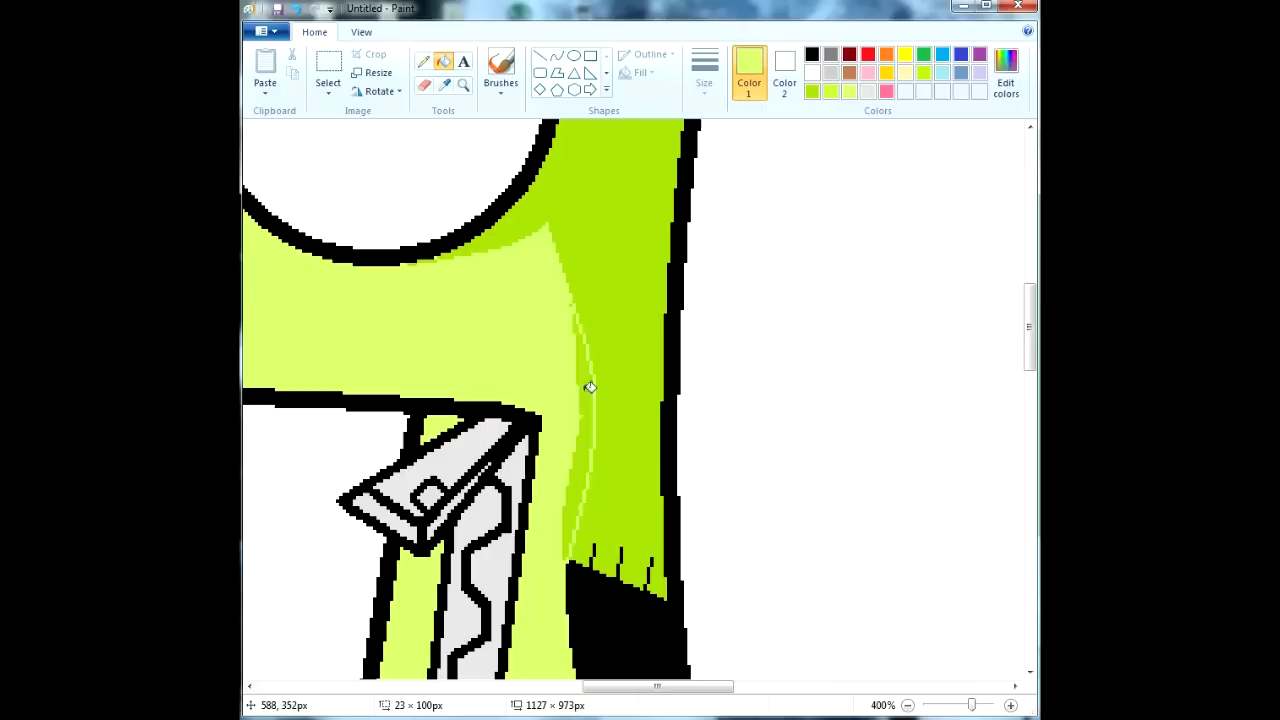 Untitled - Paint
Home View
Paste
Clipboard
Select
Crop
Resize
Rotate
Image
A
Tools
Brushes
Outline
Fill
Shapes
Size
Color 1
Color 2
Edit colors
Colors
588, 352px
23 × 100px
1127 × 973px
400%